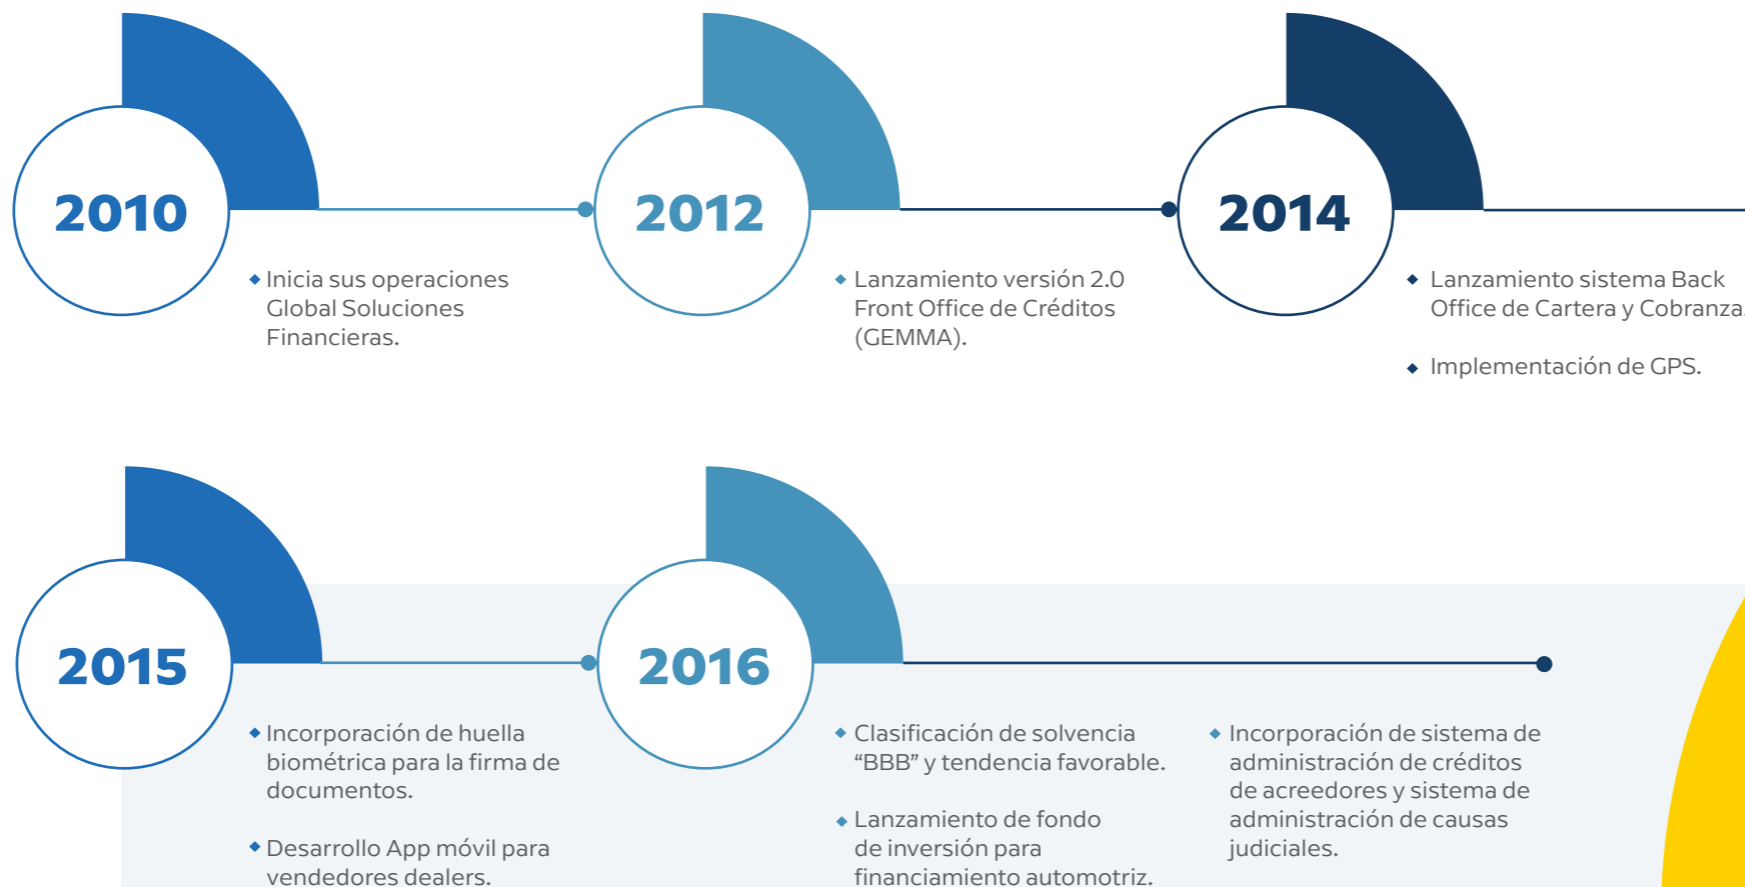 2010
Inicia sus operaciones
Global Soluciones
Financieras.
2012
Lanzamiento versión 2.0
Front Office de Créditos
(GEMMA).
2014
Lanzamiento sistema Back
Office de Cartera y Cobranza.
Implementación de GPS.
2015
Incorporación de huella
biométrica para la firma de
documentos.
Desarrollo App móvil para
vendedores dealers.
2016
Clasificación de solvencia
“BBB” y tendencia favorable.
Lanzamiento de fondo
de inversión para
financiamiento automotriz.
Incorporación de sistema de
administración de créditos
de acreedores y sistema de
administración de causas
judiciales.